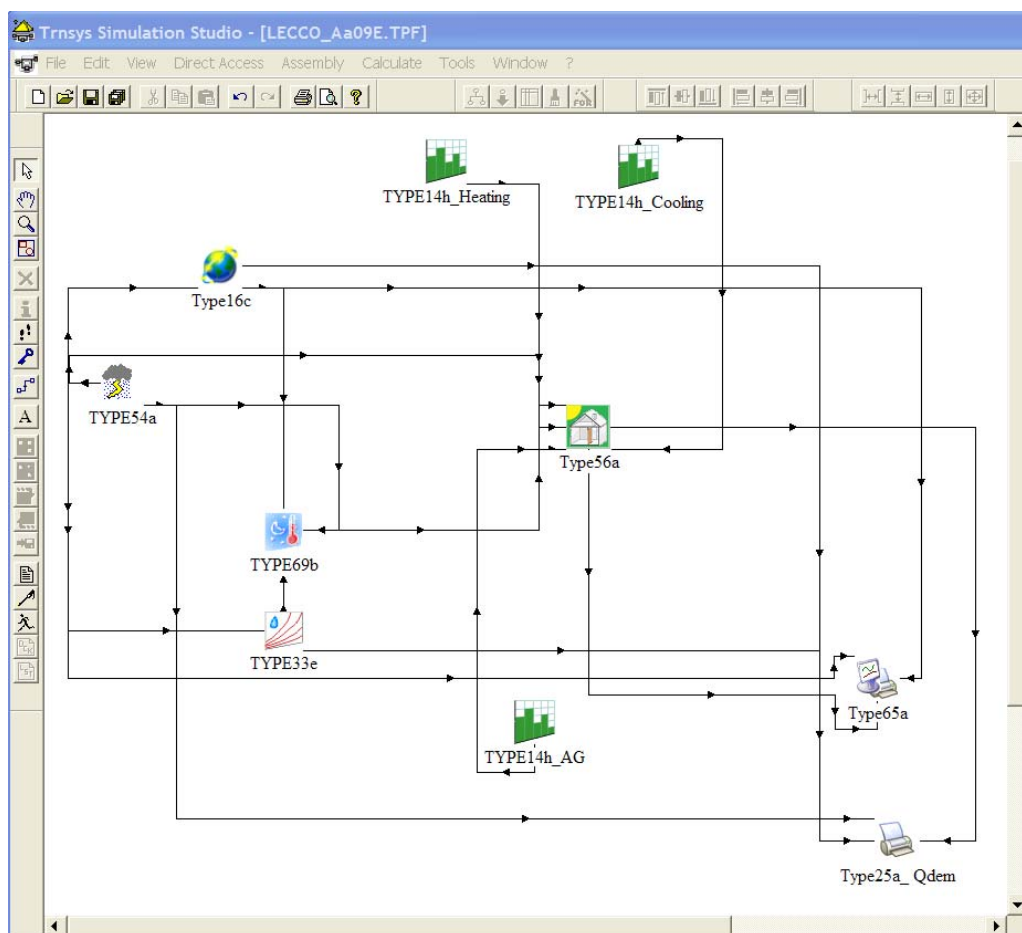 Trnsys Simulation Studio - [LECCO_Aa09E.TPF]
File Edit View Direct Access Assembly Calculate Tools Window ?
TYPE14h_Heating
TYPE14h_Cooling
Type16c
TYPE54a
Type56a
TYPE69b
TYPE33e
Type65a
TYPE14h_AG
Type25a_ Qdem